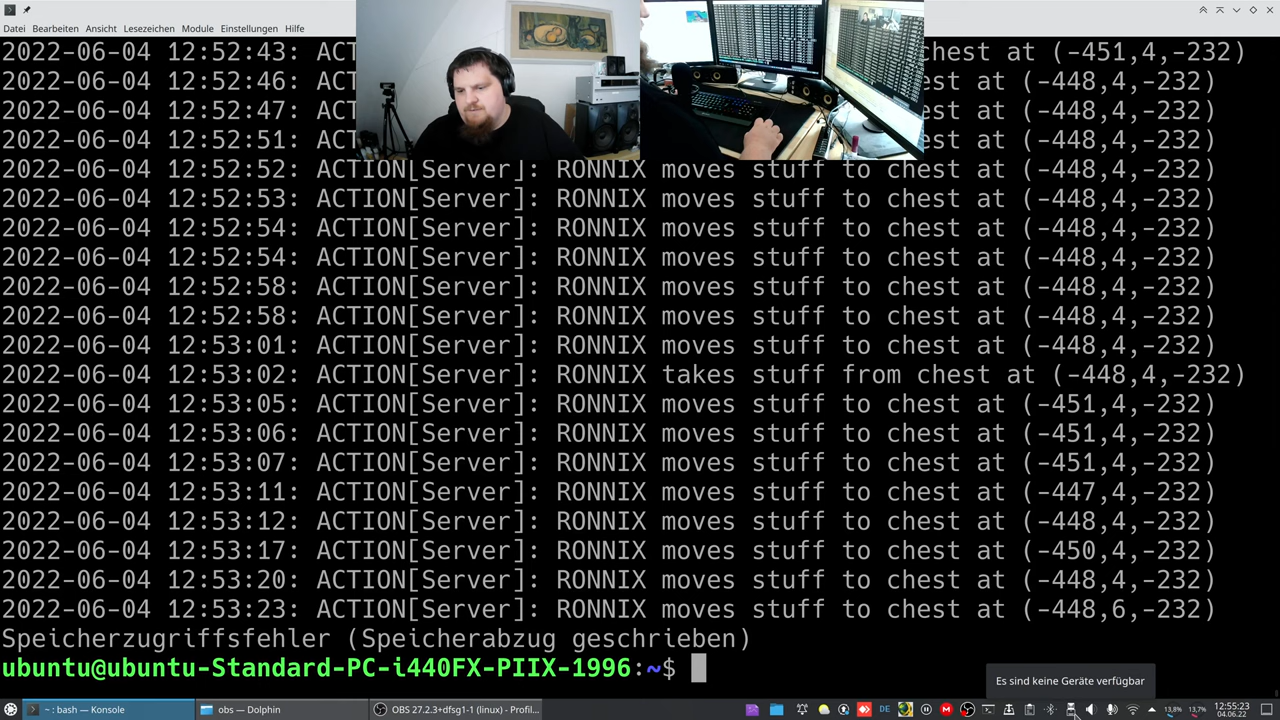 Datei Bearbeiten Ansicht Lesezeichen Module Einstellungen Hilfe
2022-06-04 12:52:43: ACTION chest at (-451,4,-232)
2022-06-04 12:52:46: ACTION chest at (-448,4,-232)
2022-06-04 12:52:47: ACTION chest at (-448,4,-232)
2022-06-04 12:52:51: ACTION chest at (-448,4,-232)
2022-06-04 12:52:52: ACTION[Server]: RONNIX moves stuff to chest at (-448,4,-232)
2022-06-04 12:52:53: ACTION[Server]: RONNIX moves stuff to chest at (-448,4,-232)
2022-06-04 12:52:54: ACTION[Server]: RONNIX moves stuff to chest at (-448,4,-232)
2022-06-04 12:52:54: ACTION[Server]: RONNIX moves stuff to chest at (-448,4,-232)
2022-06-04 12:52:58: ACTION[Server]: RONNIX moves stuff to chest at (-448,4,-232)
2022-06-04 12:52:58: ACTION[Server]: RONNIX moves stuff to chest at (-448,4,-232)
2022-06-04 12:53:01: ACTION[Server]: RONNIX moves stuff to chest at (-448,4,-232)
2022-06-04 12:53:02: ACTION[Server]: RONNIX takes stuff from chest at (-448,4,-232)
2022-06-04 12:53:05: ACTION[Server]: RONNIX moves stuff to chest at (-451,4,-232)
2022-06-04 12:53:06: ACTION[Server]: RONNIX moves stuff to chest at (-451,4,-232)
2022-06-04 12:53:07: ACTION[Server]: RONNIX moves stuff to chest at (-451,4,-232)
2022-06-04 12:53:11: ACTION[Server]: RONNIX moves stuff to chest at (-447,4,-232)
2022-06-04 12:53:12: ACTION[Server]: RONNIX moves stuff to chest at (-448,4,-232)
2022-06-04 12:53:17: ACTION[Server]: RONNIX moves stuff to chest at (-450,4,-232)
2022-06-04 12:53:20: ACTION[Server]: RONNIX moves stuff to chest at (-448,4,-232)
2022-06-04 12:53:23: ACTION[Server]: RONNIX moves stuff to chest at (-448,6,-232)
Speicherzugriffsfehler (Speicherabzug geschrieben)
ubuntu@ubuntu-Standard-PC-i440FX-PIIX-1996:~$
Es sind keine Geräte verfügbar
~ : bash — Konsole obs — Dolphin OBS 27.2.3+dfsg1-1 (linux) - Profil... DE 13,8% 13,7% 12:55:23
04.06.22